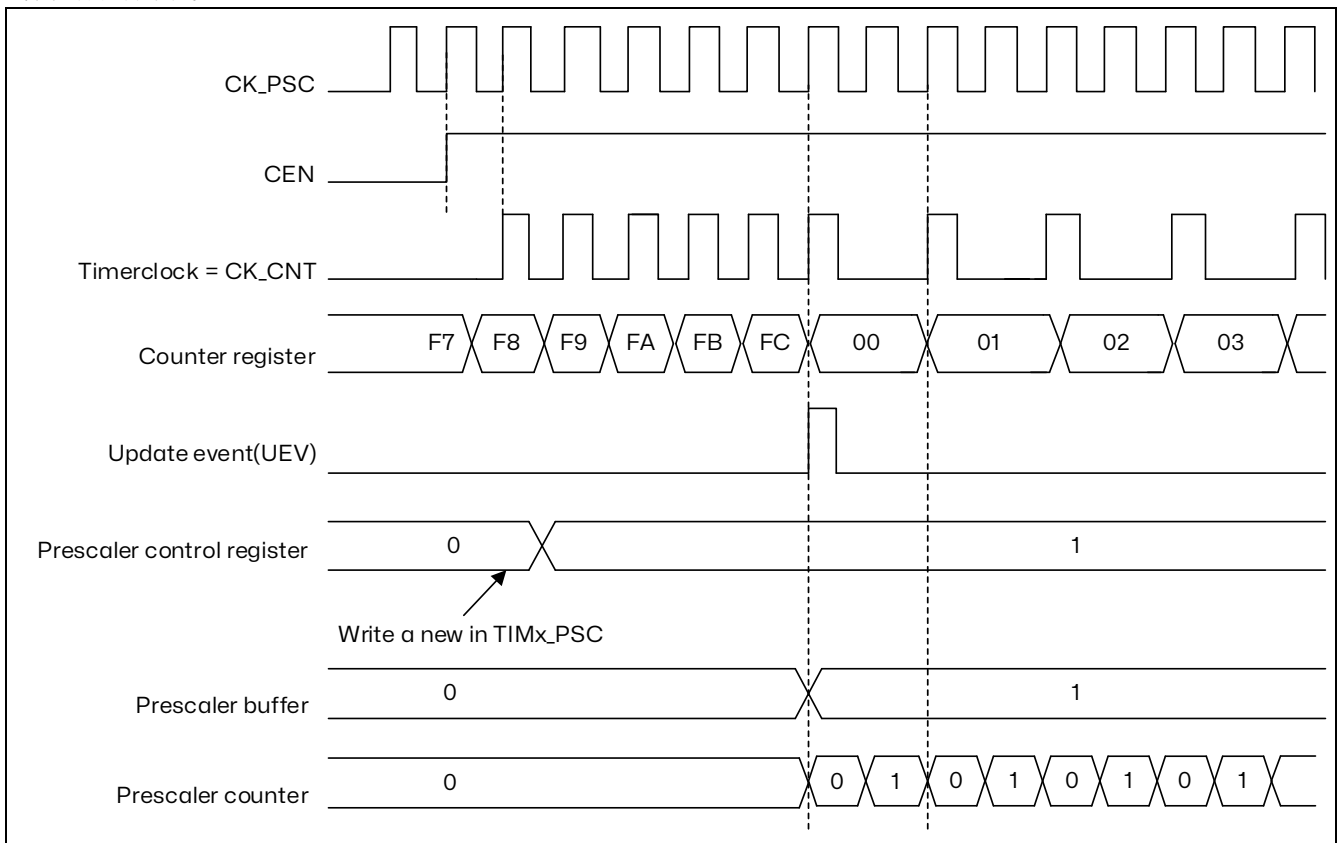 CK_PSC
CEN
Timerclock = CK_CNT
Counter register F7 F8 F9 FA FB FC 00 01 02 03
Update event(UEV)
Prescaler control register 0 1
Write a new in TIMx_PSC
Prescaler buffer 0 1
Prescaler counter 0 0 1 0 1 0 1 0 1